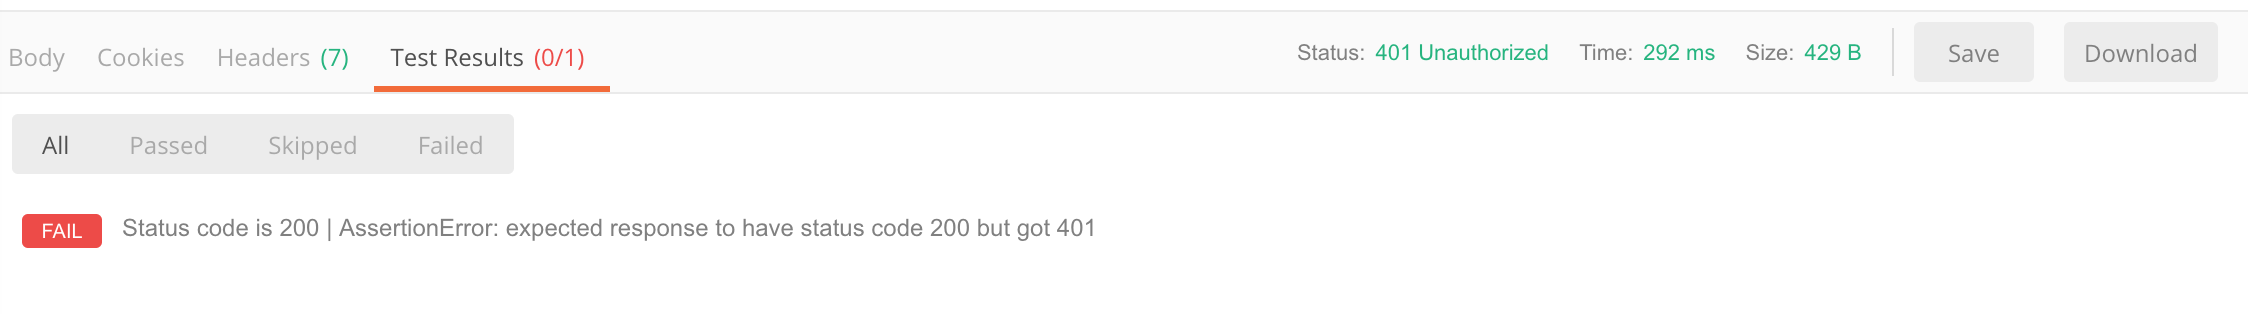 Body Cookies Headers (7) Test Results (0/1) Status: 401 Unauthorized Time: 292 ms Size: 429 B Save Download
All Passed Skipped Failed
FAIL Status code is 200 | AssertionError: expected response to have status code 200 but got 401